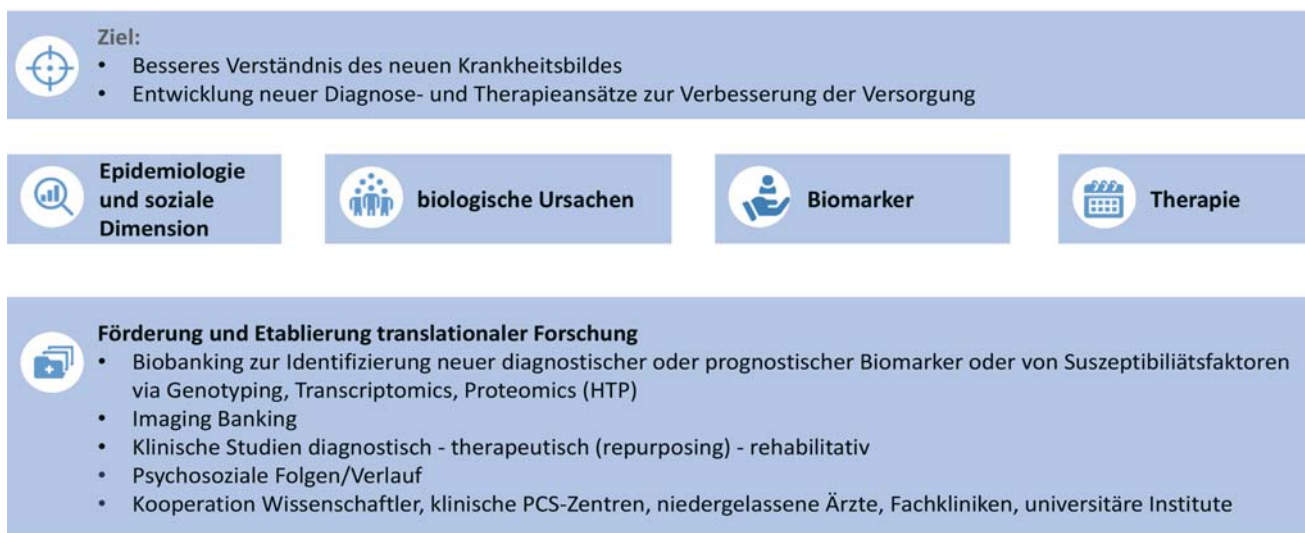 Ziel:
• Besseres Verständnis des neuen Krankheitsbildes
• Entwicklung neuer Diagnose- und Therapieansätze zur Verbesserung der Versorgung
Epidemiologie
und soziale
Dimension
biologische Ursachen
Biomarker
Therapie
Förderung und Etablierung translationaler Forschung
• Biobanking zur Identifizierung neuer diagnostischer oder prognostischer Biomarker oder von Suszeptibiliätsfaktoren
via Genotyping, Transcriptomics, Proteomics (HTP)
• Imaging Banking
• Klinische Studien diagnostisch - therapeutisch (repurposing) - rehabilitativ
• Psychosoziale Folgen/Verlauf
• Kooperation Wissenschaftler, klinische PCS-Zentren, niedergelassene Ärzte, Fachkliniken, universitäre Institute